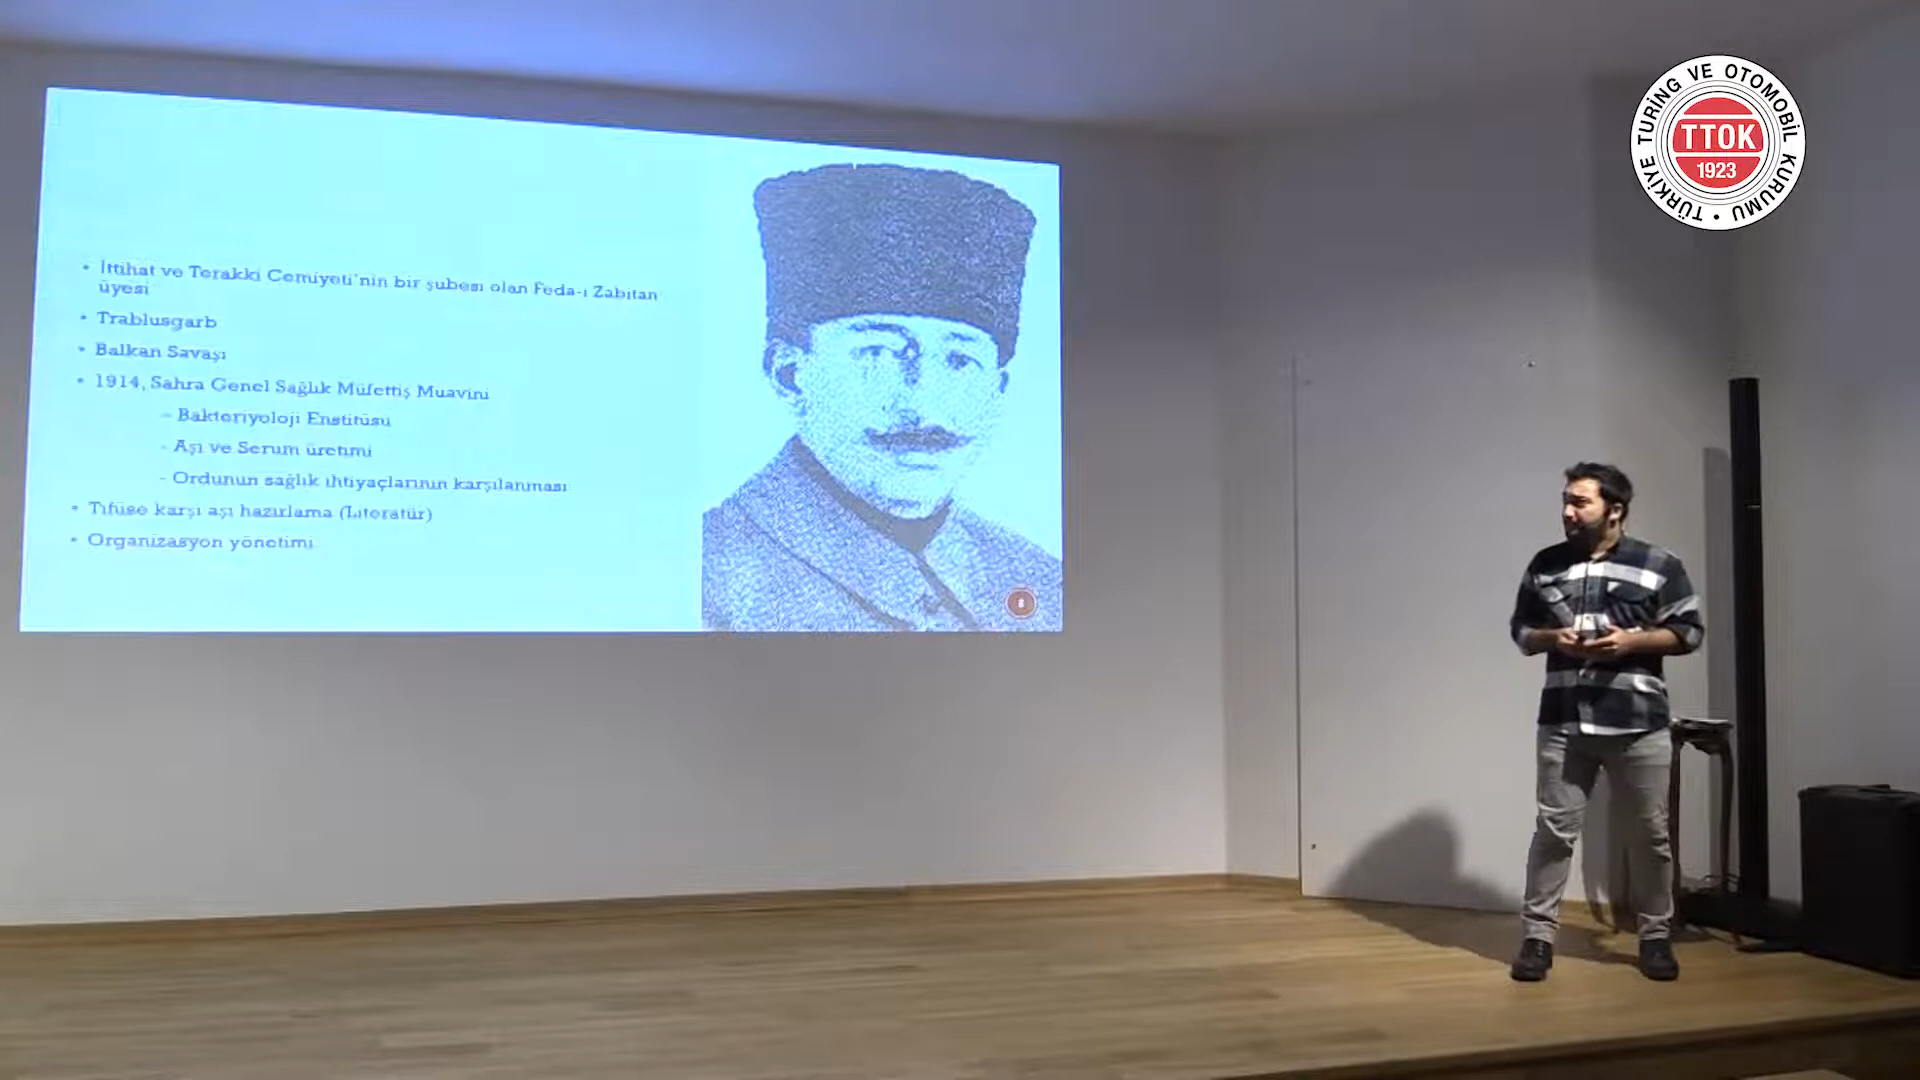 • İttihat ve Terakki Cemiyeti'nin bir şubesi olan Feda-ı Zabitan
üyesi
• Trablusgarb
• Balkan Savaşı
• 1914, Sahra Genel Sağlık Müfettiş Muavini
– Bakteriyoloji Enstitüsü
- Aşı ve Serum üretimi
- Ordunun sağlık ihtiyaçlarının karşılanması
• Tifüse karşı aşı hazırlama (Literatür)
• Organizasyon yönetimi
8
TÜRKİYE TURİNG VE OTOMOBİL KURUMU •
TTOK
1923